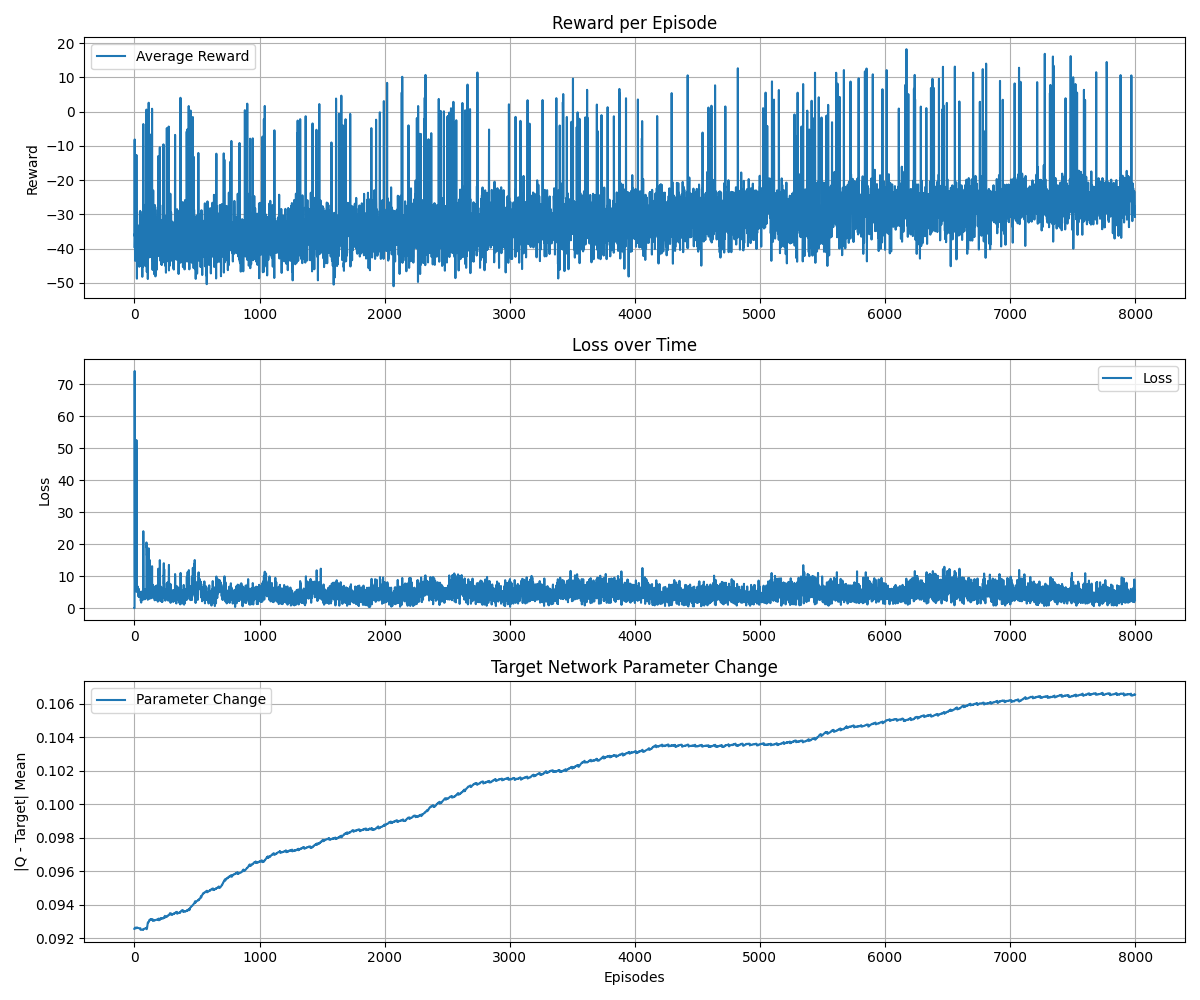 Reward per Episode
Average Reward
Reward
20
10
0
−10
−20
−30
−40
−50
0 1000 2000 3000 4000 5000 6000 7000 8000
Loss over Time
Loss
Loss
70
60
50
40
30
20
10
0
0 1000 2000 3000 4000 5000 6000 7000 8000
Target Network Parameter Change
Parameter Change
|Q - Target| Mean
0.106
0.104
0.102
0.100
0.098
0.096
0.094
0.092
0 1000 2000 3000 4000 5000 6000 7000 8000
Episodes